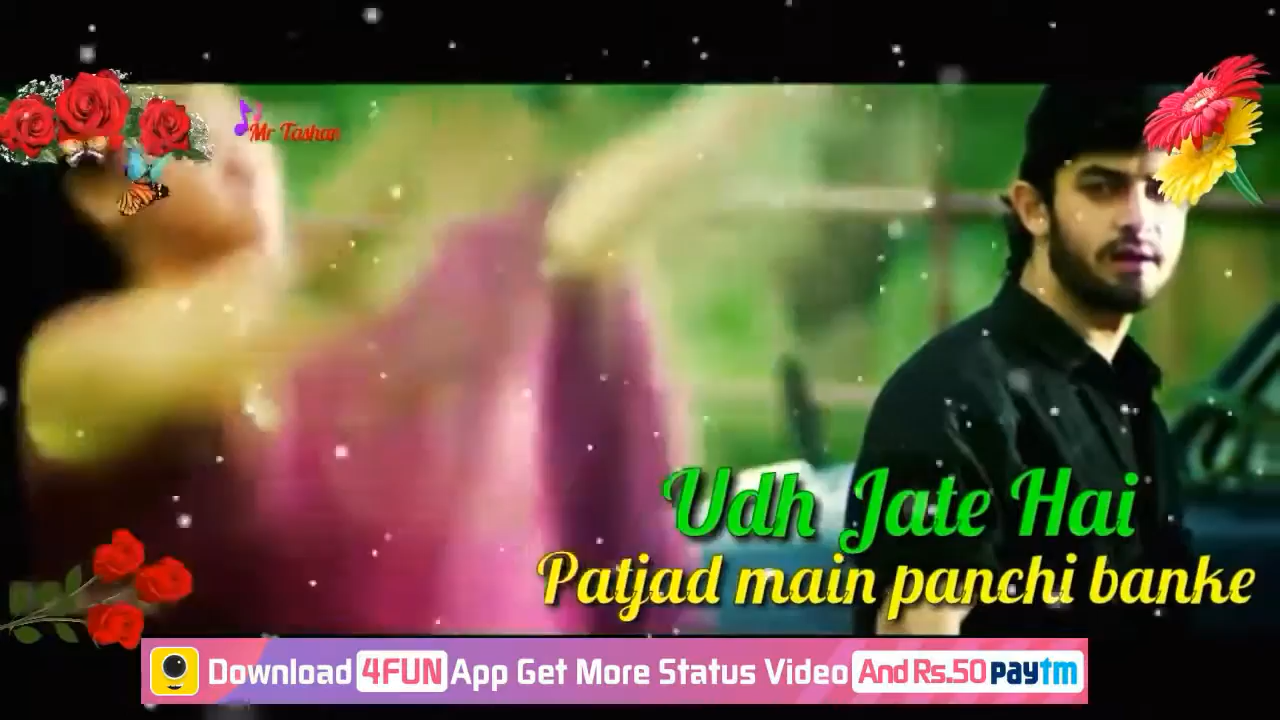 Mr Tashan
Udh Jate Hai
Patjad main panchi banke
Download 4FUN App Get More Status Video And Rs.50 paytm